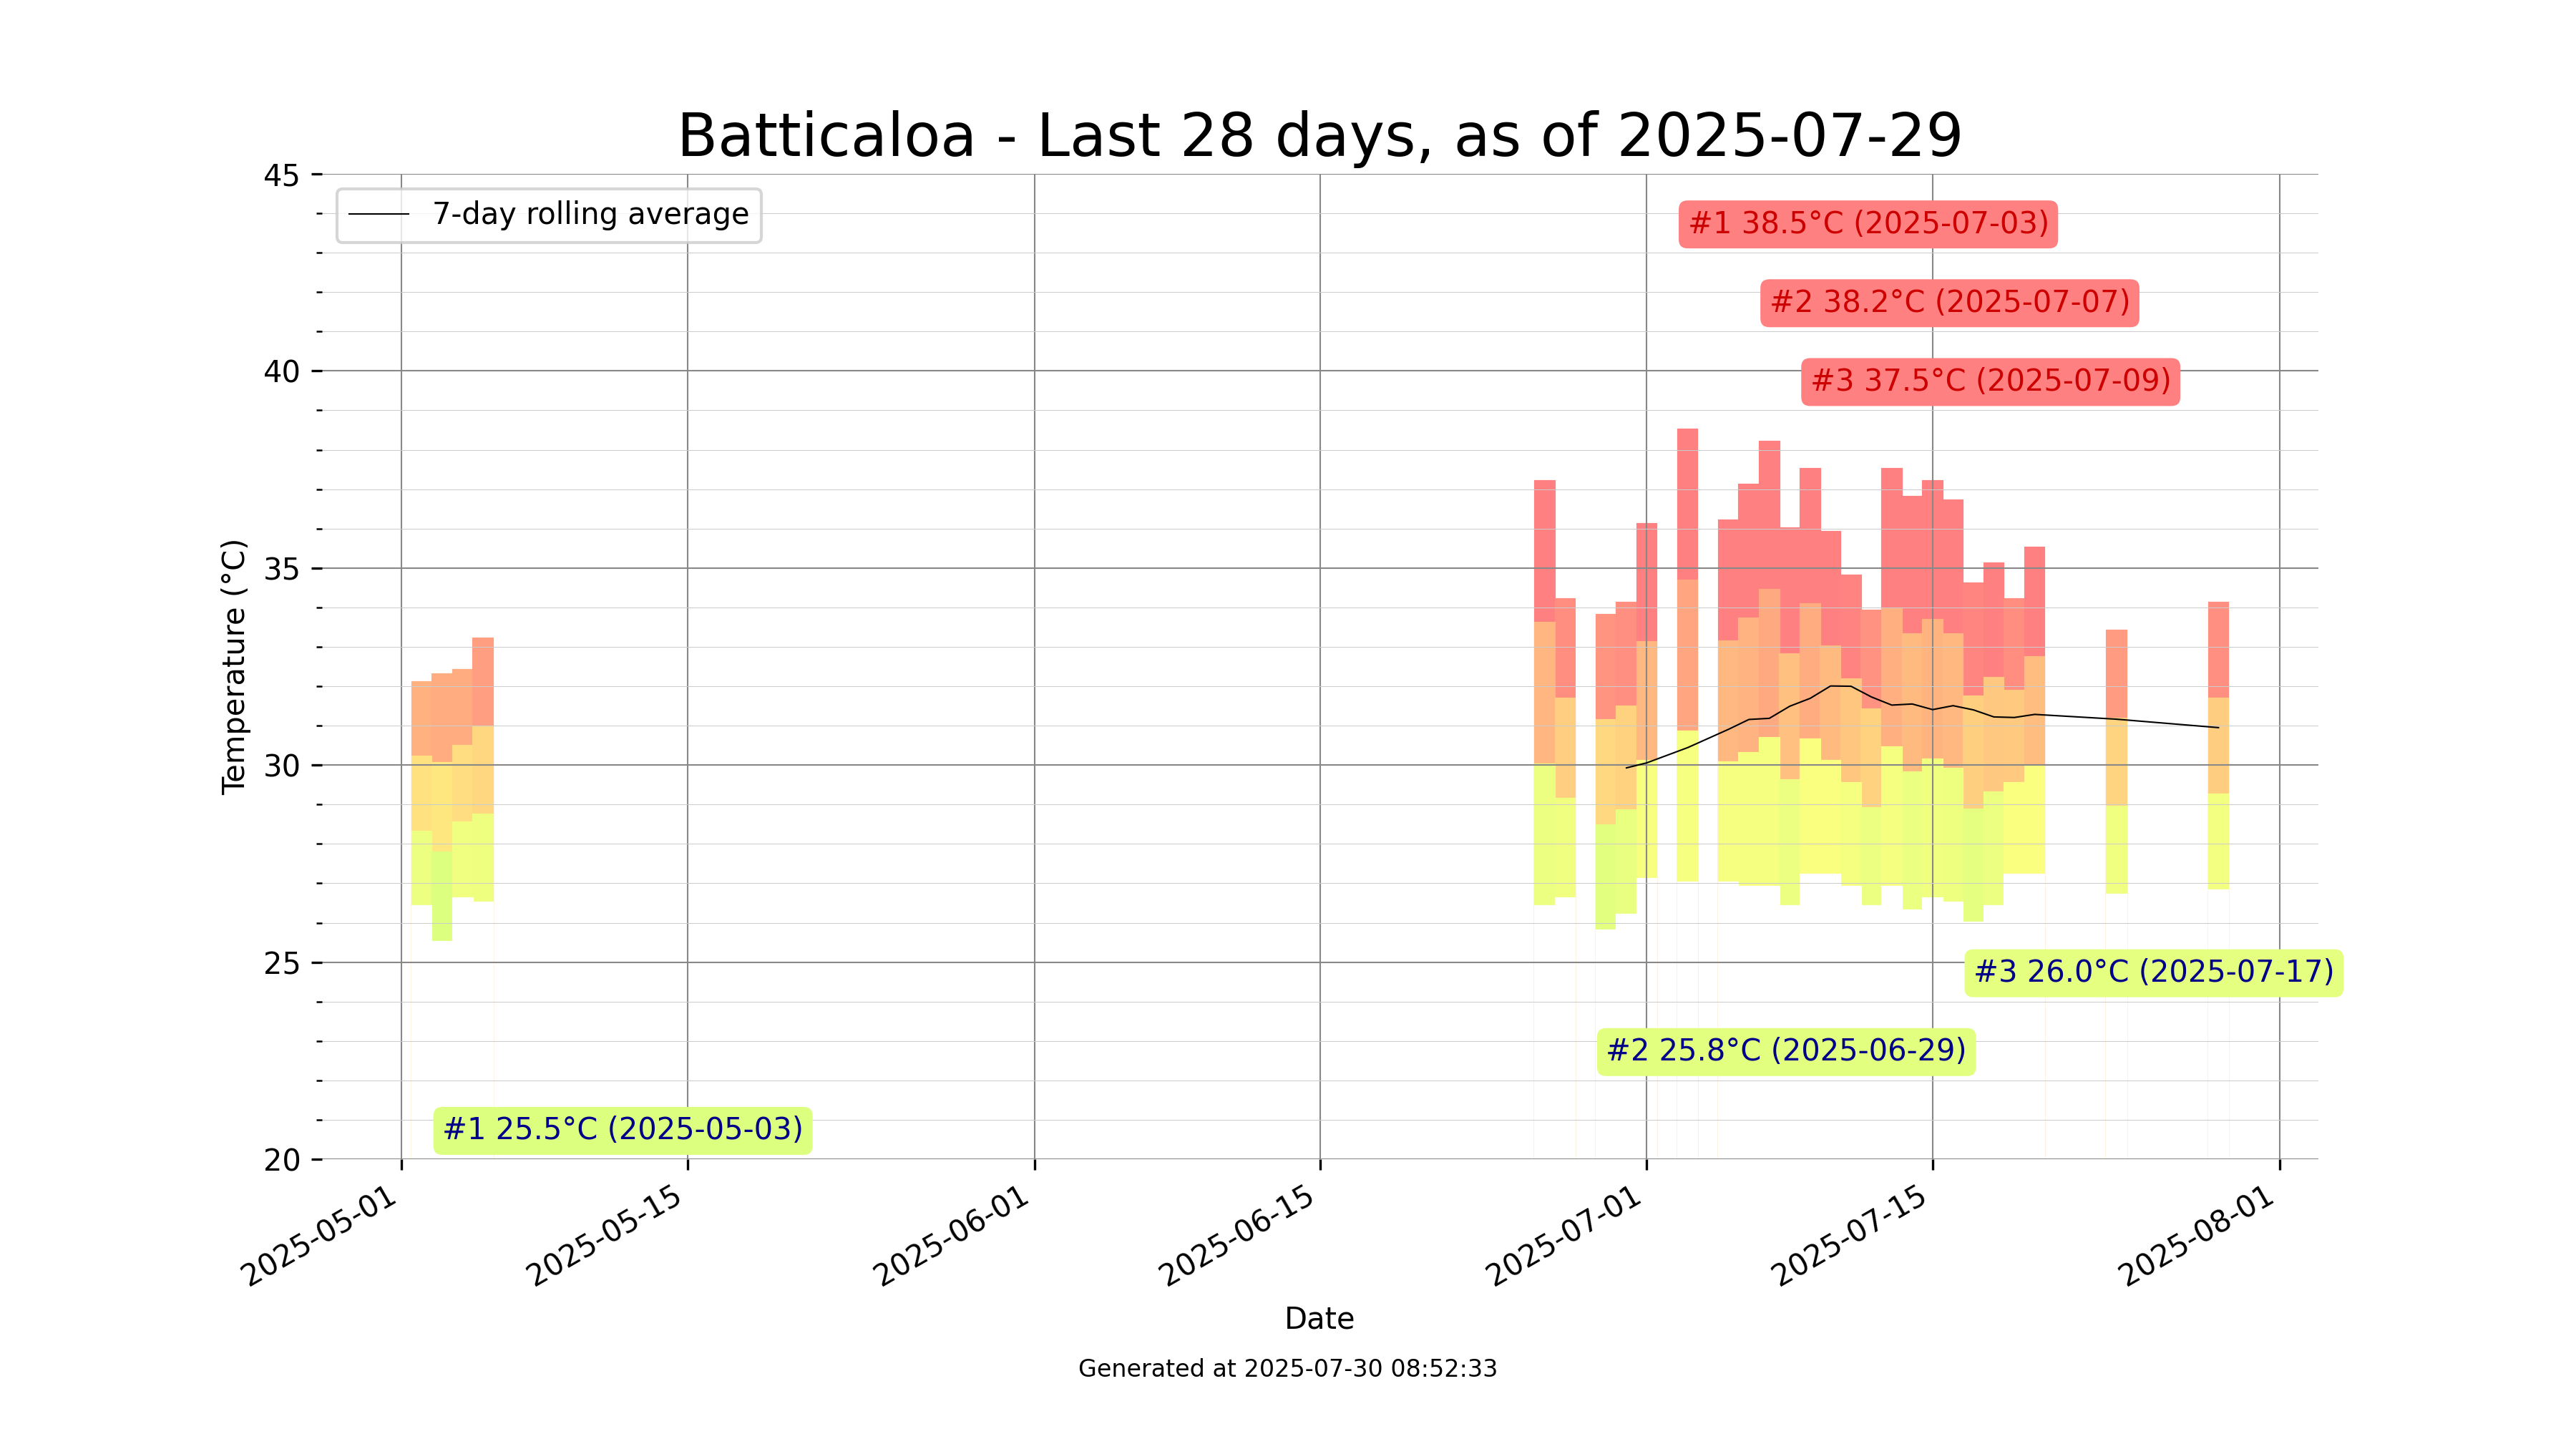 Batticaloa - Last 28 days, as of 2025-07-29
7-day rolling average
#1 38.5°C (2025-07-03)
#2 38.2°C (2025-07-07)
#3 37.5°C (2025-07-09)
#3 26.0°C (2025-07-17)
#2 25.8°C (2025-06-29)
#1 25.5°C (2025-05-03)
Temperature (°C)
45
40
35
30
25
20
2025-05-01
2025-05-15
2025-06-01
2025-06-15
2025-07-01
2025-07-15
2025-08-01
Date
Generated at 2025-07-30 08:52:33